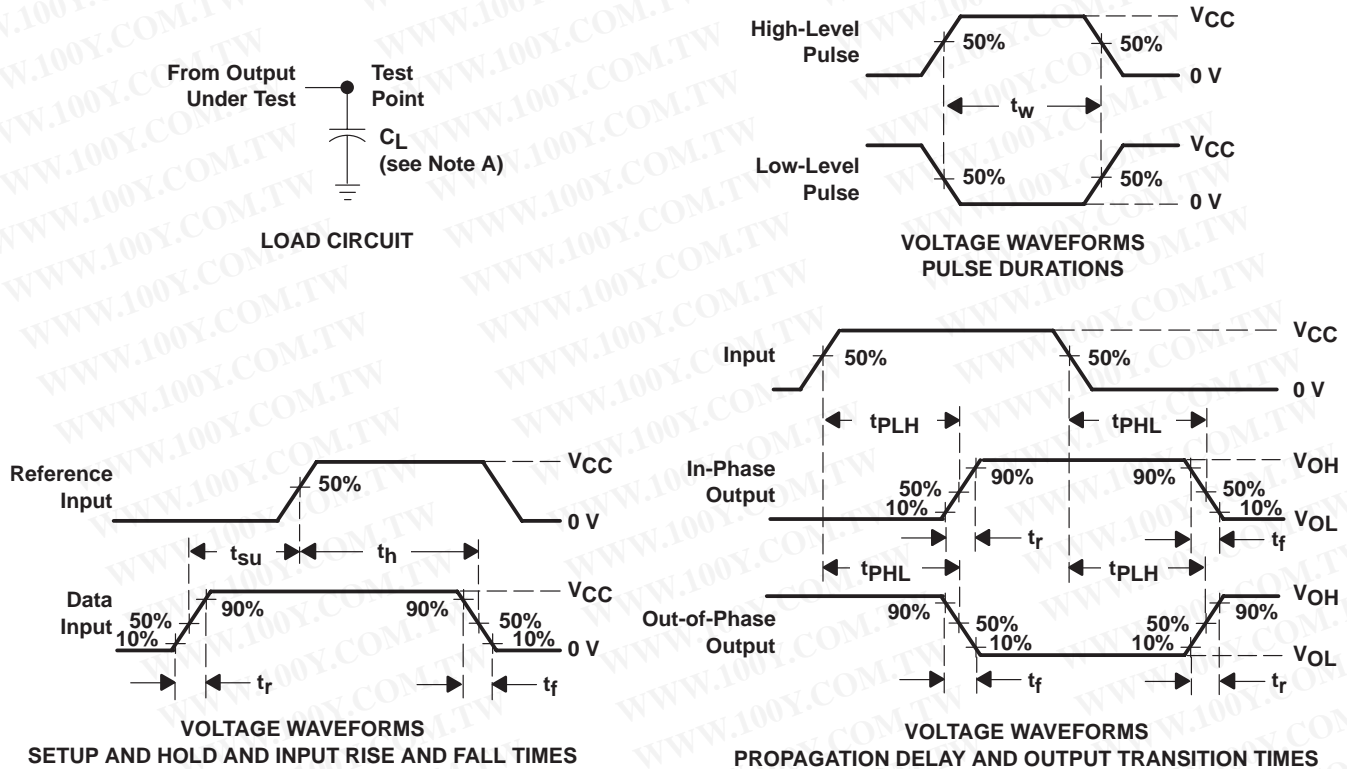 From Output
Under Test
Test
Point
CL
(see Note A)
LOAD CIRCUIT
High-Level
Pulse
50%
50%
VCC
0 V
tw
Low-Level
Pulse
50%
50%
VCC
0 V
VOLTAGE WAVEFORMS
PULSE DURATIONS
Reference
Input
50%
VCC
0 V
tsu
th
Data
Input
50%
10%
90%
90%
50%
10%
VCC
0 V
tr
tf
VOLTAGE WAVEFORMS
SETUP AND HOLD AND INPUT RISE AND FALL TIMES
Input
50%
50%
VCC
0 V
tPLH
tPHL
In-Phase
Output
50%
10%
90%
90%
50%
10%
VOH
VOL
tr
tf
tPHL
tPLH
Out-of-Phase
Output
90%
50%
10%
10%
50%
90%
VOH
VOL
tf
tr
VOLTAGE WAVEFORMS
PROPAGATION DELAY AND OUTPUT TRANSITION TIMES
WWW.100Y.COM.TW